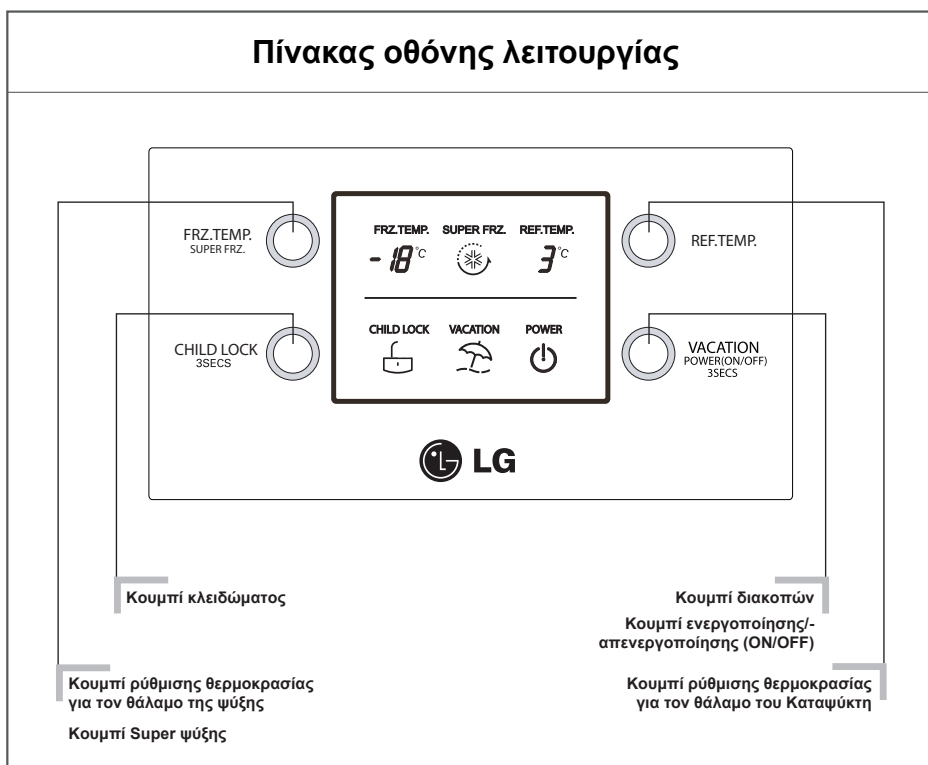 Πίνακας οθόνης λειτουργίας
FRZ.TEMP.
SUPER FRZ.
FRZ.TEMP. SUPER FRZ. REF.TEMP.
-18°C 3°C
REF.TEMP.
CHILD LOCK
3SECS
CHILD LOCK VACATION POWER
VACATION
POWER(ON/OFF)
3SECS
LG
Κουμπί κλειδώματος
Κουμπί διακοπών
Κουμπί ενεργοποίησης/-
απενεργοποίησης (ON/OFF)
Κουμπί ρύθμισης θερμοκρασίας
για τον θάλαμο της ψύξης
Κουμπί Super ψύξης
Κουμπί ρύθμισης θερμοκρασίας
για τον θάλαμο του Καταψύκτη